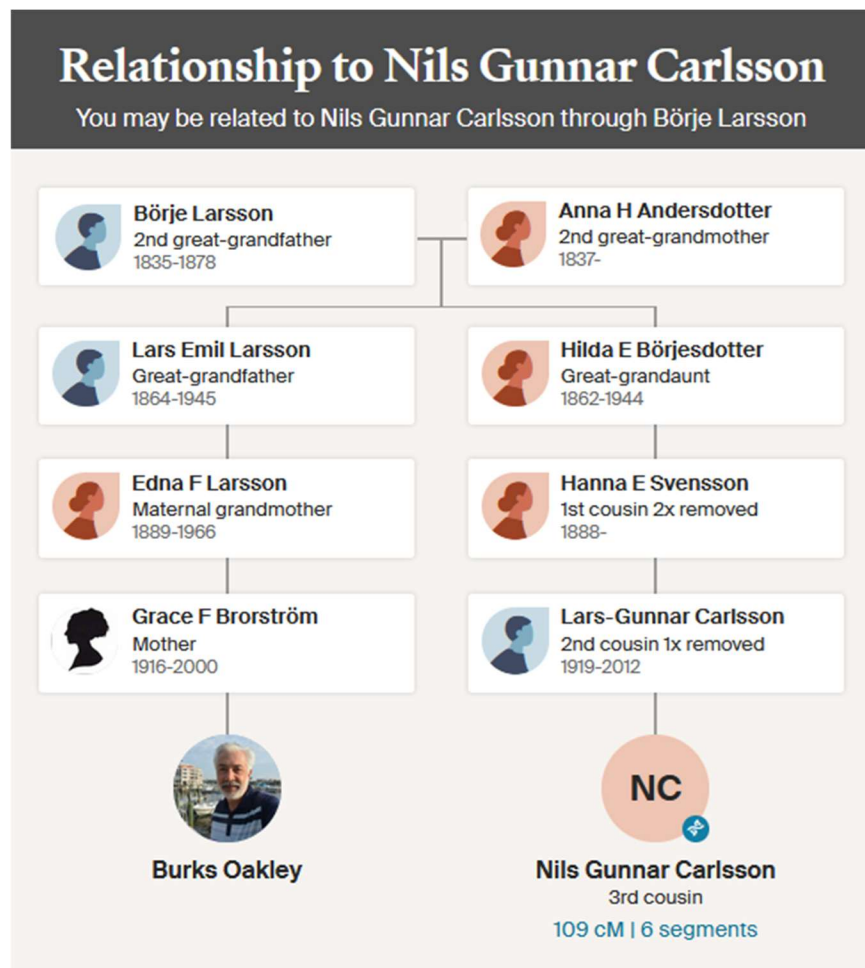 Relationship to Nils Gunnar Carlsson
You may be related to Nils Gunnar Carlsson through Börje Larsson
Börje Larsson
2nd great-grandfather
1835-1878
Anna H Andersdotter
2nd great-grandmother
1837-
Lars Emil Larsson
Great-grandfather
1864-1945
Hilda E Börjesdotter
Great-grandaunt
1862-1944
Edna F Larsson
Maternal grandmother
1889-1966
Hanna E Svensson
1st cousin 2x removed
1888-
Grace F Brorström
Mother
1916-2000
Lars-Gunnar Carlsson
2nd cousin 1x removed
1919-2012
Burks Oakley
NC
Nils Gunnar Carlsson
3rd cousin
109 cM | 6 segments